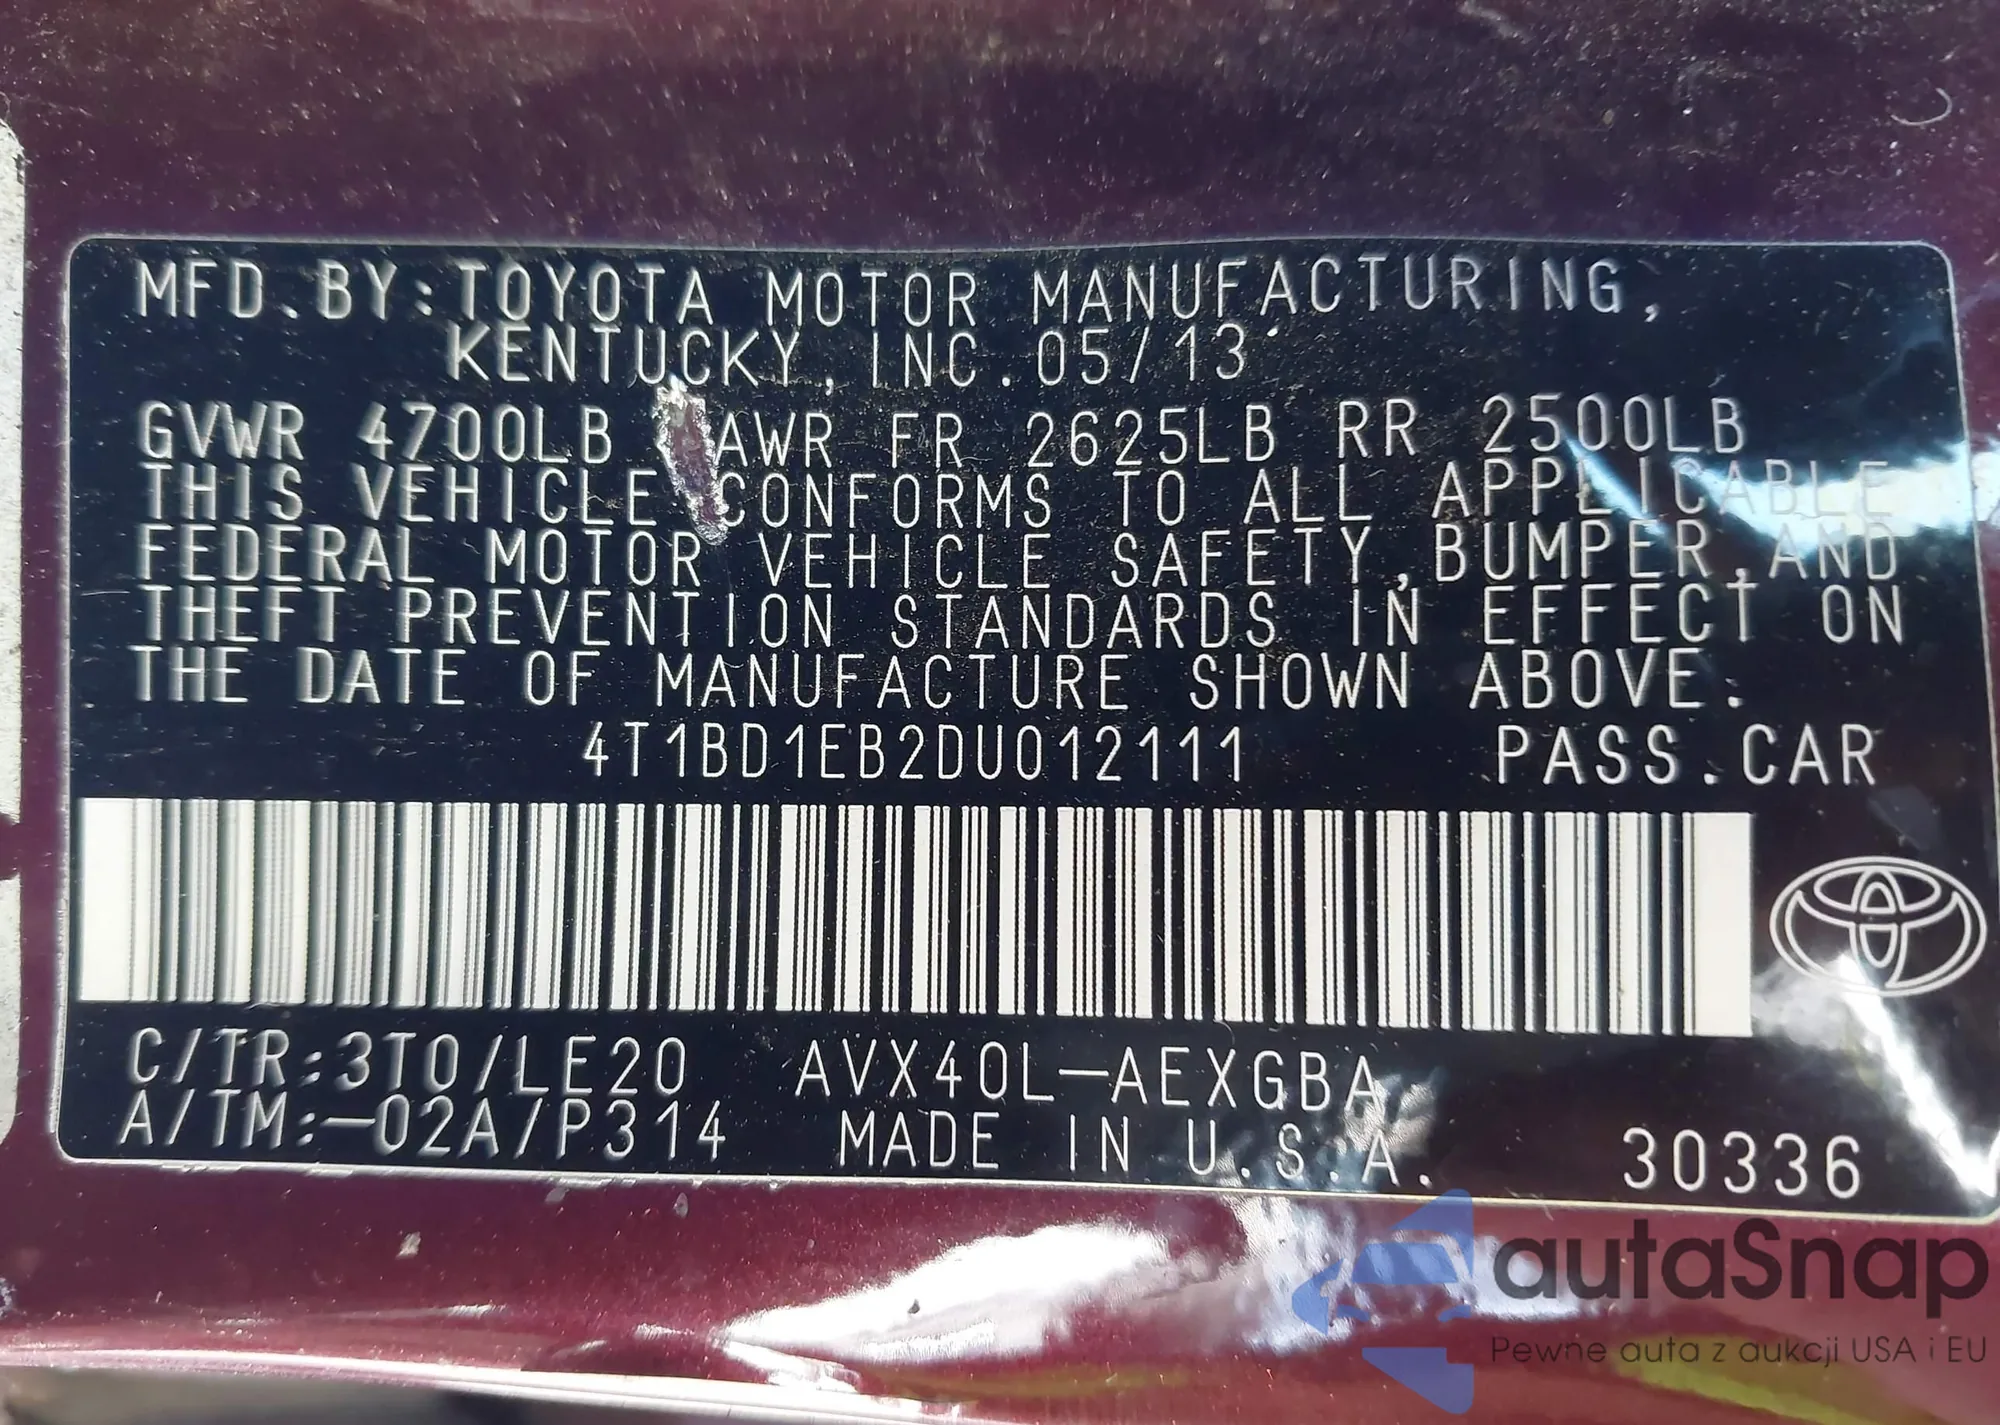 MFD.BY:TOYOTA MOTOR MANUFACTURING,
KENTUCKY, INC.05/13
GVWR 4700LB GAWR FR 2625LB RR 2500LB
THIS VEHICLE CONFORMS TO ALL APPLICABLE
FEDERAL MOTOR VEHICLE SAFETY,BUMPER,AND
THEFT PREVENTION STANDARDS IN EFFECT ON
THE DATE OF MANUFACTURE SHOWN ABOVE.
4T1BD1EB2DU012111 PASS.CAR
C/TR:3T0/LE20 AVX40L-AEXGBA
A/TM:-02A/P314 MADE IN U.S.A. 30336
autaSnap
Pewne auta z aukcji USA i EU